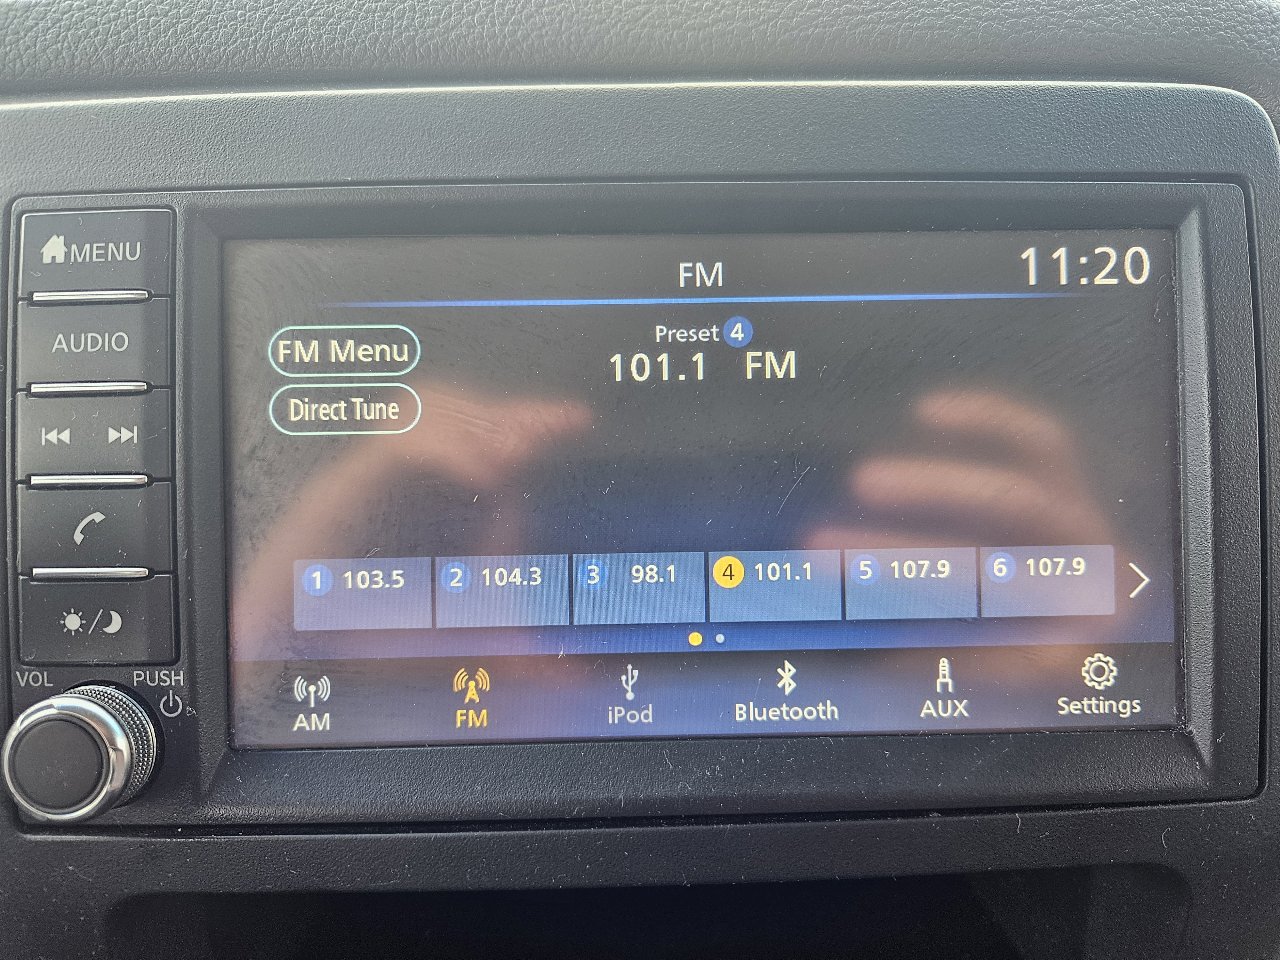 MENU
AUDIO
VOL
PUSH
FM
11:20
FM Menu
Direct Tune
Preset 4
101.1 FM
1 103.5
2 104.3
3 98.1
4 101.1
5 107.9
6 107.9
AM
FM
iPod
Bluetooth
AUX
Settings